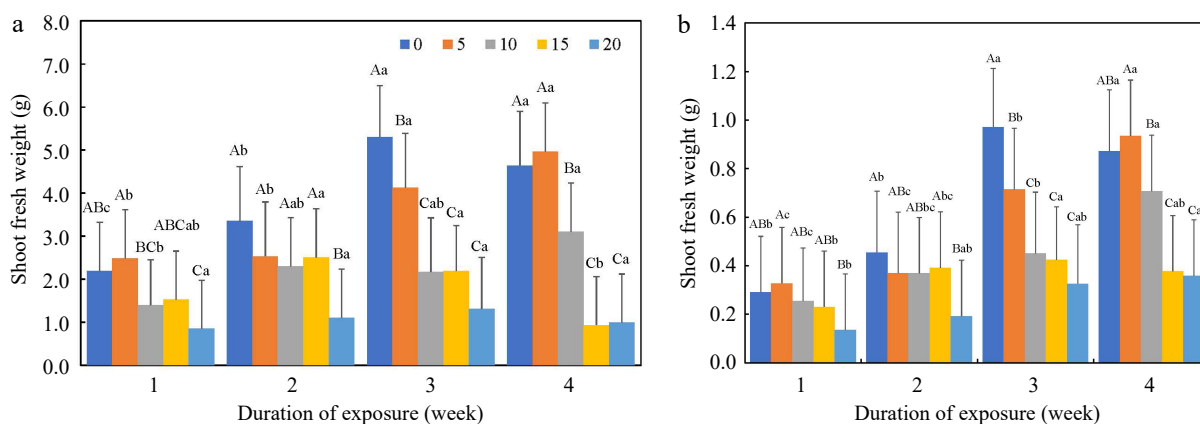 a
Shoot fresh weight (g)
8.0
7.0
6.0
5.0
4.0
3.0
2.0
1.0
0.0
0 5 10 15 20
ABc Ab BCb ABCab Ca
Ab Ab Aab Aa Ba
Aa Ba Cab Ca Ca
Aa Aa Ba Cb Ca
1 2 3 4
Duration of exposure (week)
b
Shoot fresh weight (g)
1.4
1.2
1.0
0.8
0.6
0.4
0.2
0.0
ABb Ac ABc ABb Bb
Ab ABc ABbc Abc Bab
Aa Bb Cb Ca Cab
ABa Aa Ba Cab Ca
1 2 3 4
Duration of exposure (week)